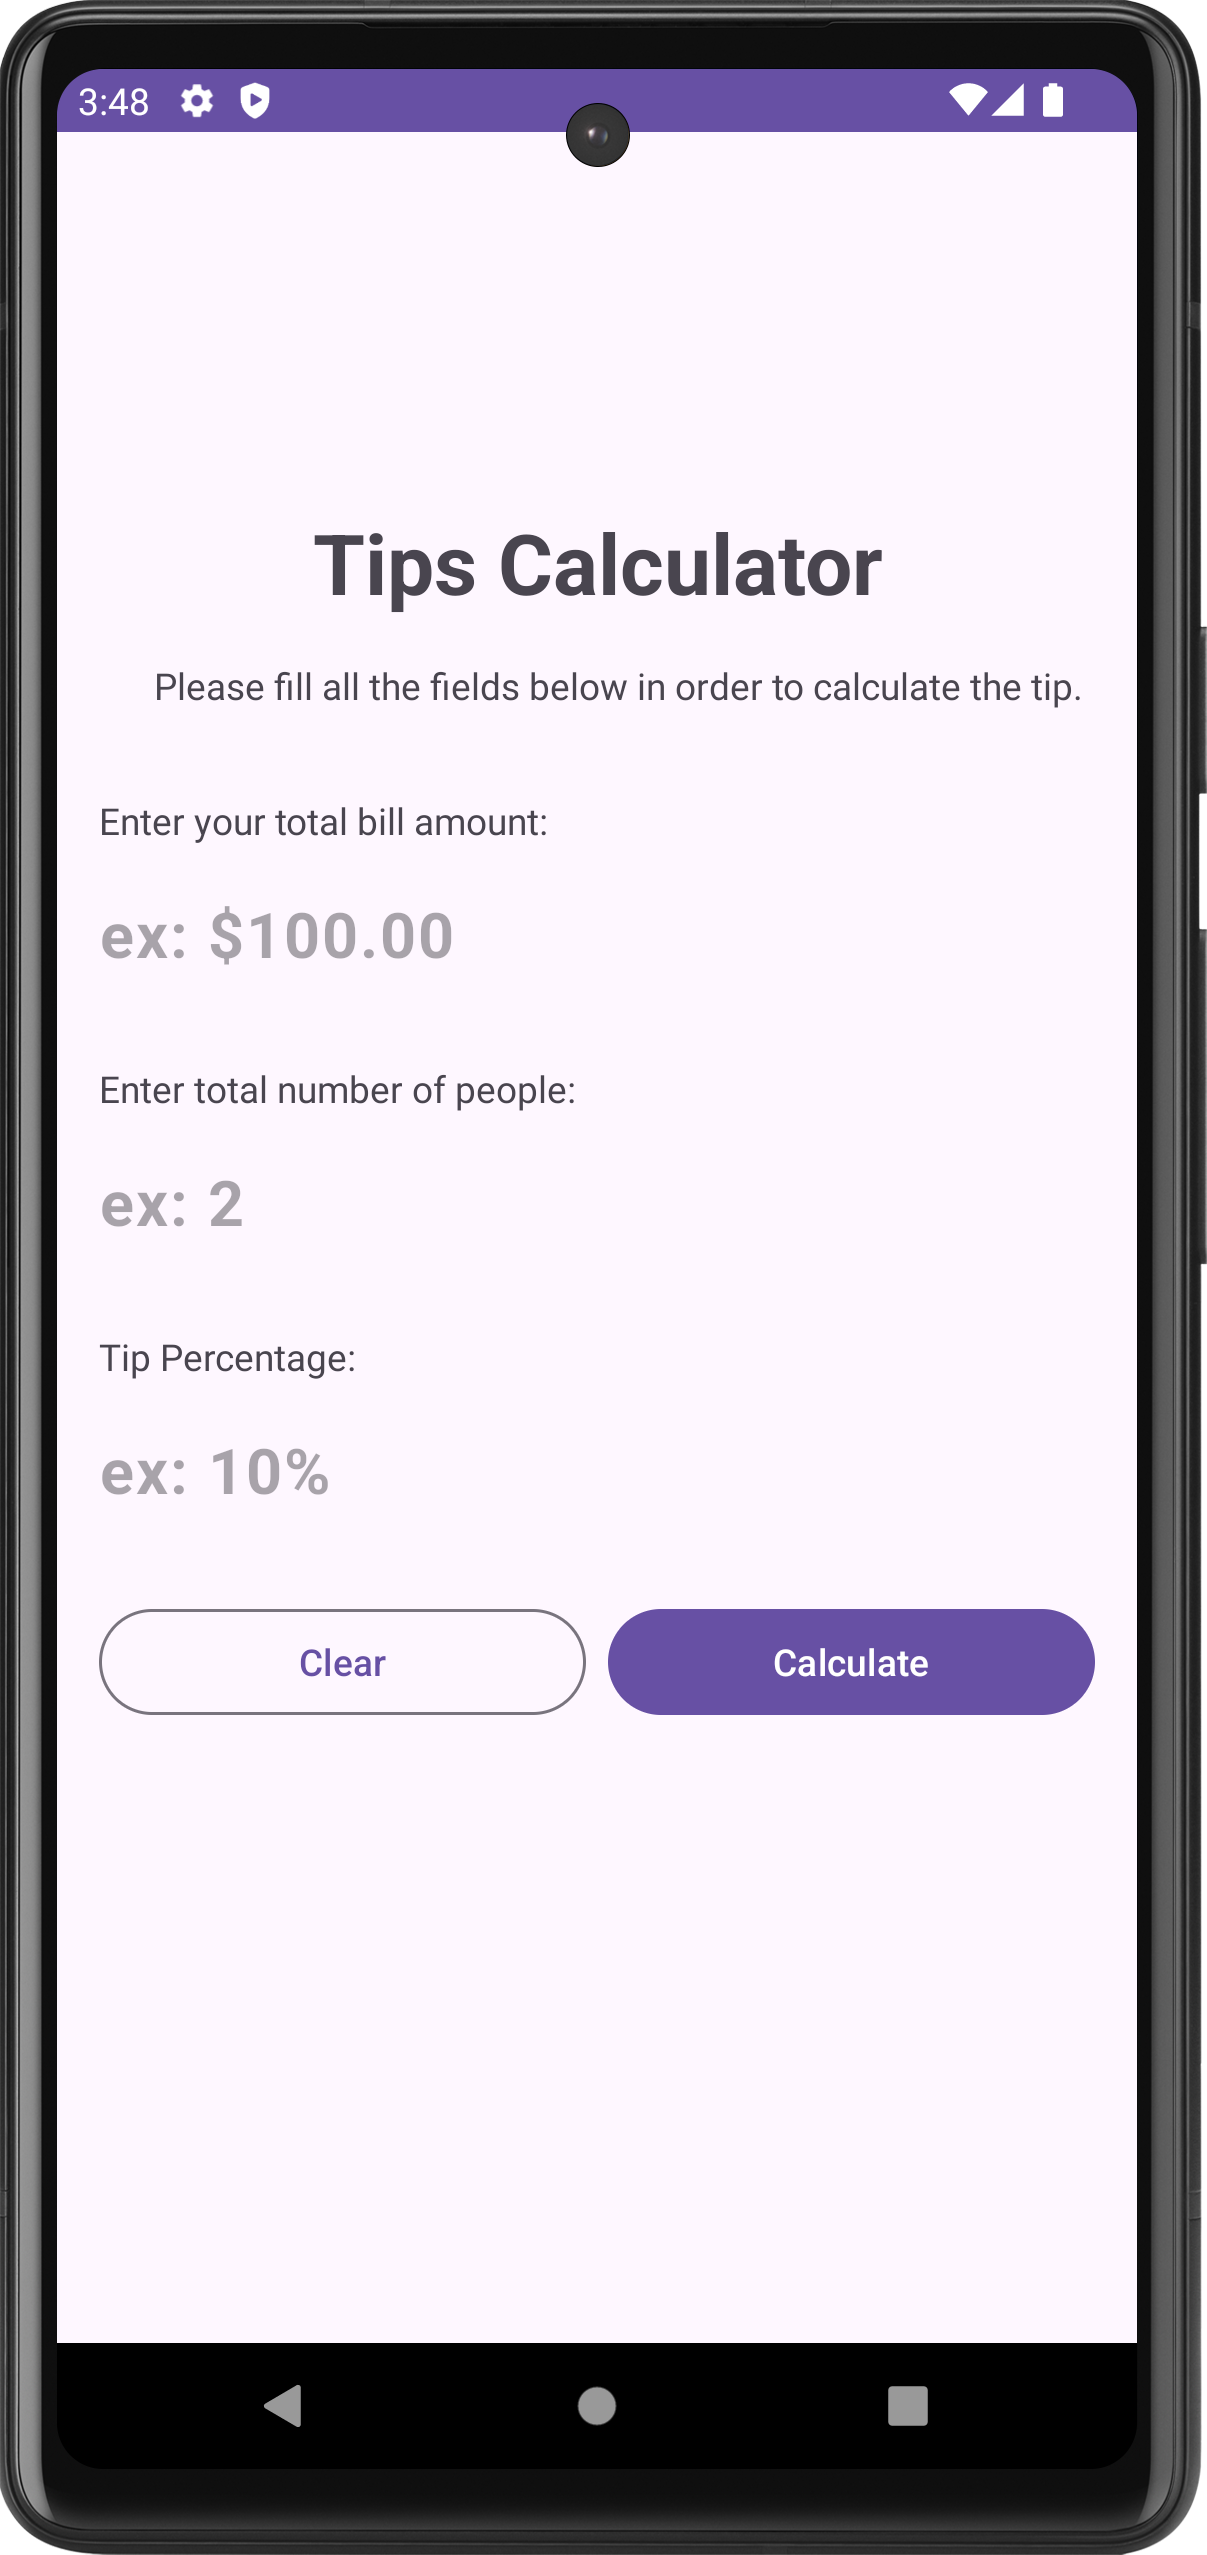 3:48
Tips Calculator
Please fill all the fields below in order to calculate the tip.
Enter your total bill amount:
ex: $100.00
Enter total number of people:
ex: 2
Tip Percentage:
ex: 10%
Clear
Calculate